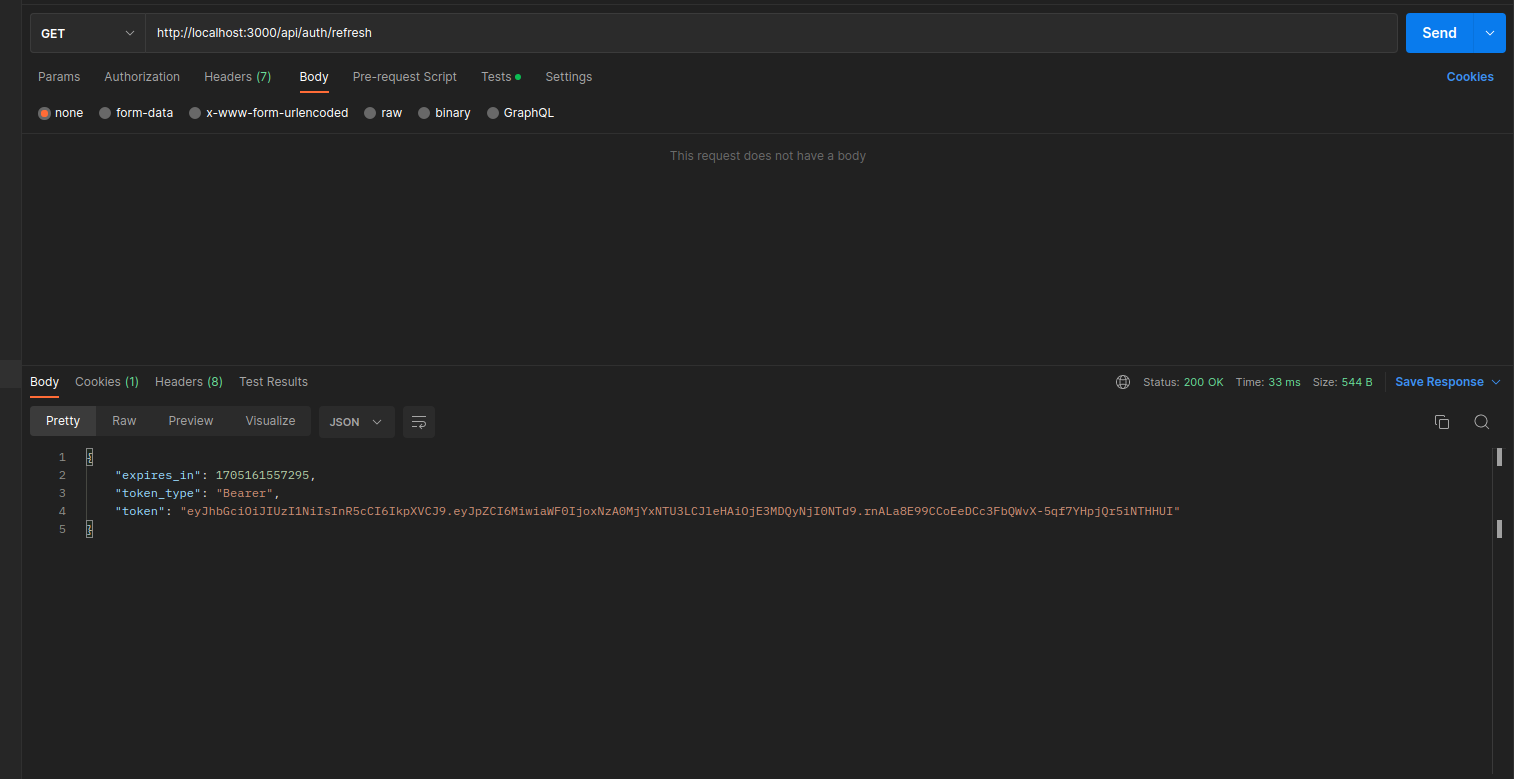 GET http://localhost:3000/api/auth/refresh Send
Params Authorization Headers (7) Body Pre-request Script Tests Settings Cookies
none form-data x-www-form-urlencoded raw binary GraphQL
This request does not have a body
Body Cookies (1) Headers (8) Test Results Status: 200 OK Time: 33 ms Size: 544 B Save Response
Pretty Raw Preview Visualize JSON
1 {
2 "expires_in": 1705161557295,
3 "token_type": "Bearer",
4 "token": "eyJhbGciOiJIUzI1NiIsInR5cCI6IkpXVCJ9.eyJpZCI6MiwiaWF0IjoxNzA0MjYxNTU3LCJleHAiOjE3MDQyNjI0NTd9.rnALa8E99CCoEeDCc3FbQWvX-5qf7YHpjQr5iNTHHUI"
5 }